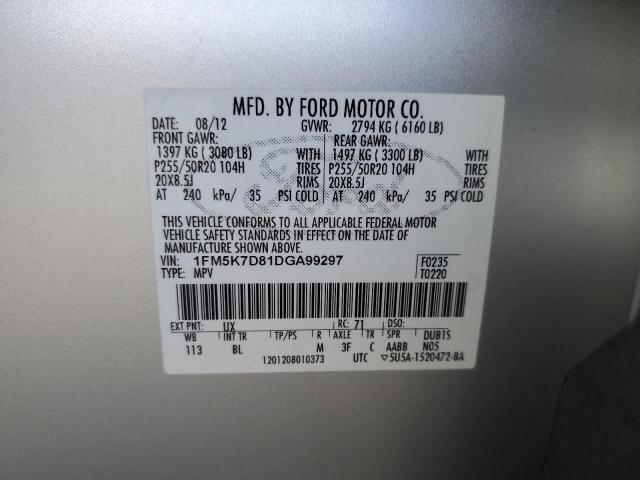 MFD. BY FORD MOTOR CO.
DATE: 08/12 GVWR: 2794 KG ( 6160 LB)
FRONT GAWR: REAR GAWR:
1397 KG ( 3080 LB) WITH 1497 KG ( 3300 LB) WITH
P255/50R20 104H TIRES P255/50R20 104H TIRES
20X8.5J RIMS 20X8.5J RIMS
AT 240 kPa/ 35 PSI COLD AT 240 kPa/ 35 PSI COLD
THIS VEHICLE CONFORMS TO ALL APPLICABLE FEDERAL MOTOR
VEHICLE SAFETY STANDARDS IN EFFECT ON THE DATE OF
MANUFACTURE SHOWN ABOVE.
VIN: 1FM5K7D81DGA99297 F0235
TYPE: MPV T0220
EXT PNT: UX RC: 71 DSO:
WB INT TR TP/PS R AXLE TR SPR DUB1S
113 BL M 3F C AABB N05
1201208010373 UTC ▽5U5A-1520472-BA
Ford